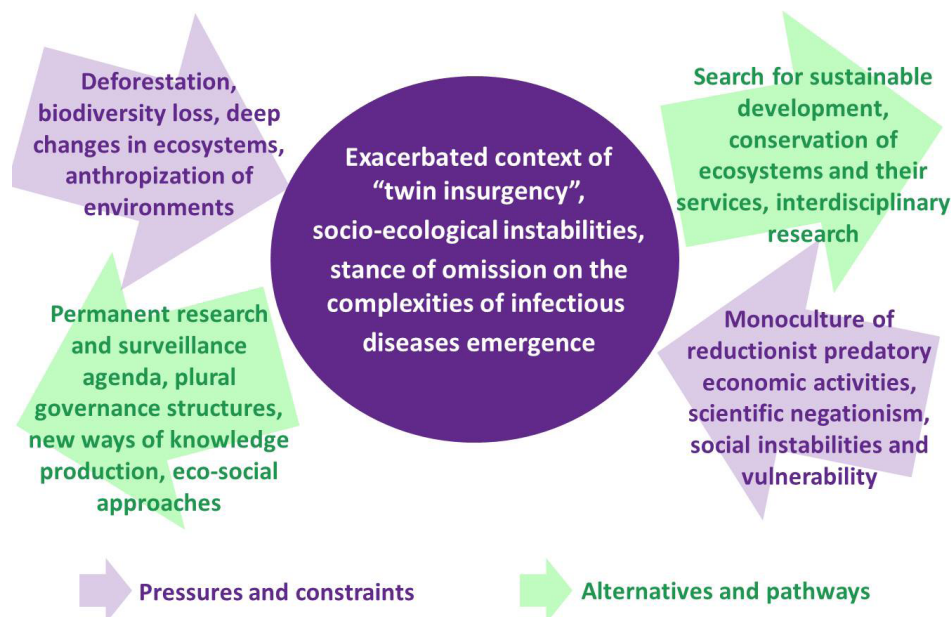 Deforestation,
biodiversity loss, deep
changes in ecosystems,
anthropization of
environments
Exacerbated context of
“twin insurgency”,
socio-ecological instabilities,
stance of omission on the
complexities of infectious
diseases emergence
Search for sustainable
development,
conservation of
ecosystems and their
services, interdisciplinary
research
Permanent research
and surveillance
agenda, plural
governance structures,
new ways of knowledge
production, eco-social
approaches
Monoculture of
reductionist predatory
economic activities,
scientific negationism,
social instabilities and
vulnerability
Pressures and constraints
Alternatives and pathways